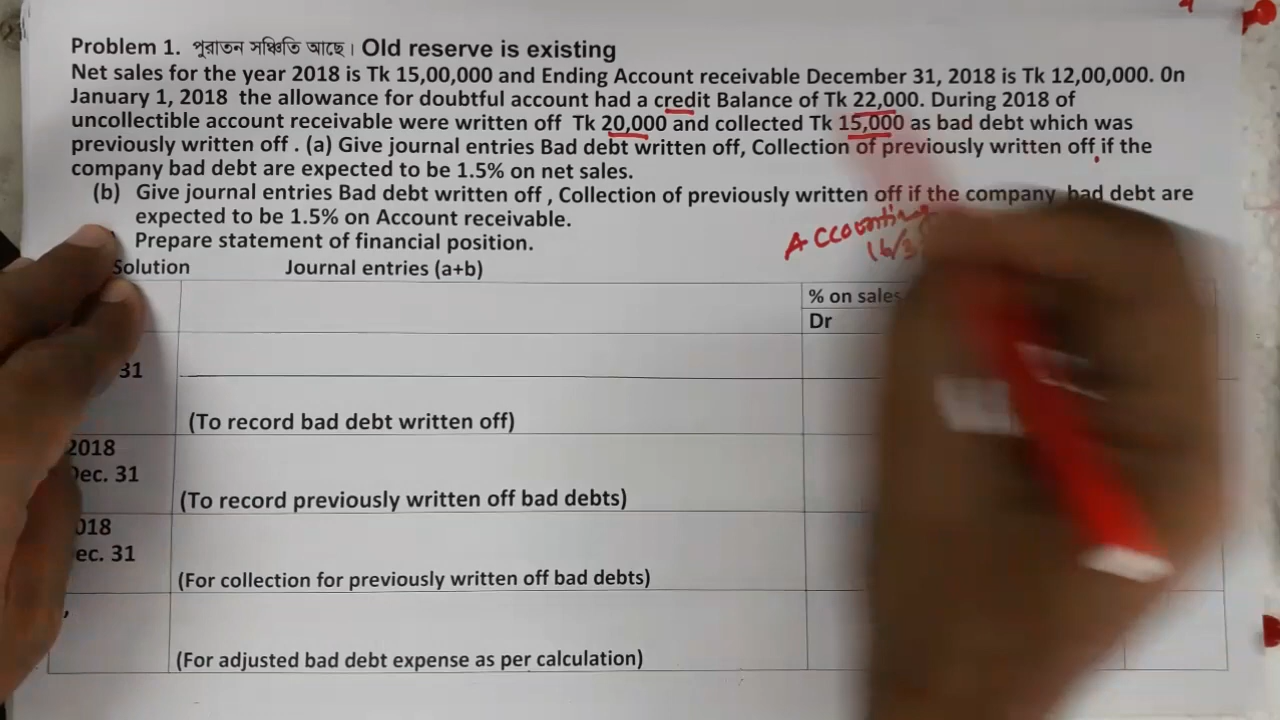 Problem 1. পুরাতন সঞ্চিতি আছে। Old reserve is existing
Net sales for the year 2018 is Tk 15,00,000 and Ending Account receivable December 31, 2018 is Tk 12,00,000. 0n
January 1, 2018 the allowance for doubtful account had a credit Balance of Tk 22,000. During 2018 of
uncollectible account receivable were written off Tk 20,000 and collected Tk 15,000 as bad debt which was
previously written off . (a) Give journal entries Bad debt written off, Collection of previously written off if the
company bad debt are expected to be 1.5% on net sales.
(b) Give journal entries Bad debt written off , Collection of previously written off if the company bad debt are
expected to be 1.5% on Account receivable.
Prepare statement of financial position.
Accounting
16/3
Solution Journal entries (a+b)
% on sales
Dr
31
(To record bad debt written off)
2018
Dec. 31
(To record previously written off bad debts)
018
ec. 31
(For collection for previously written off bad debts)
,
(For adjusted bad debt expense as per calculation)